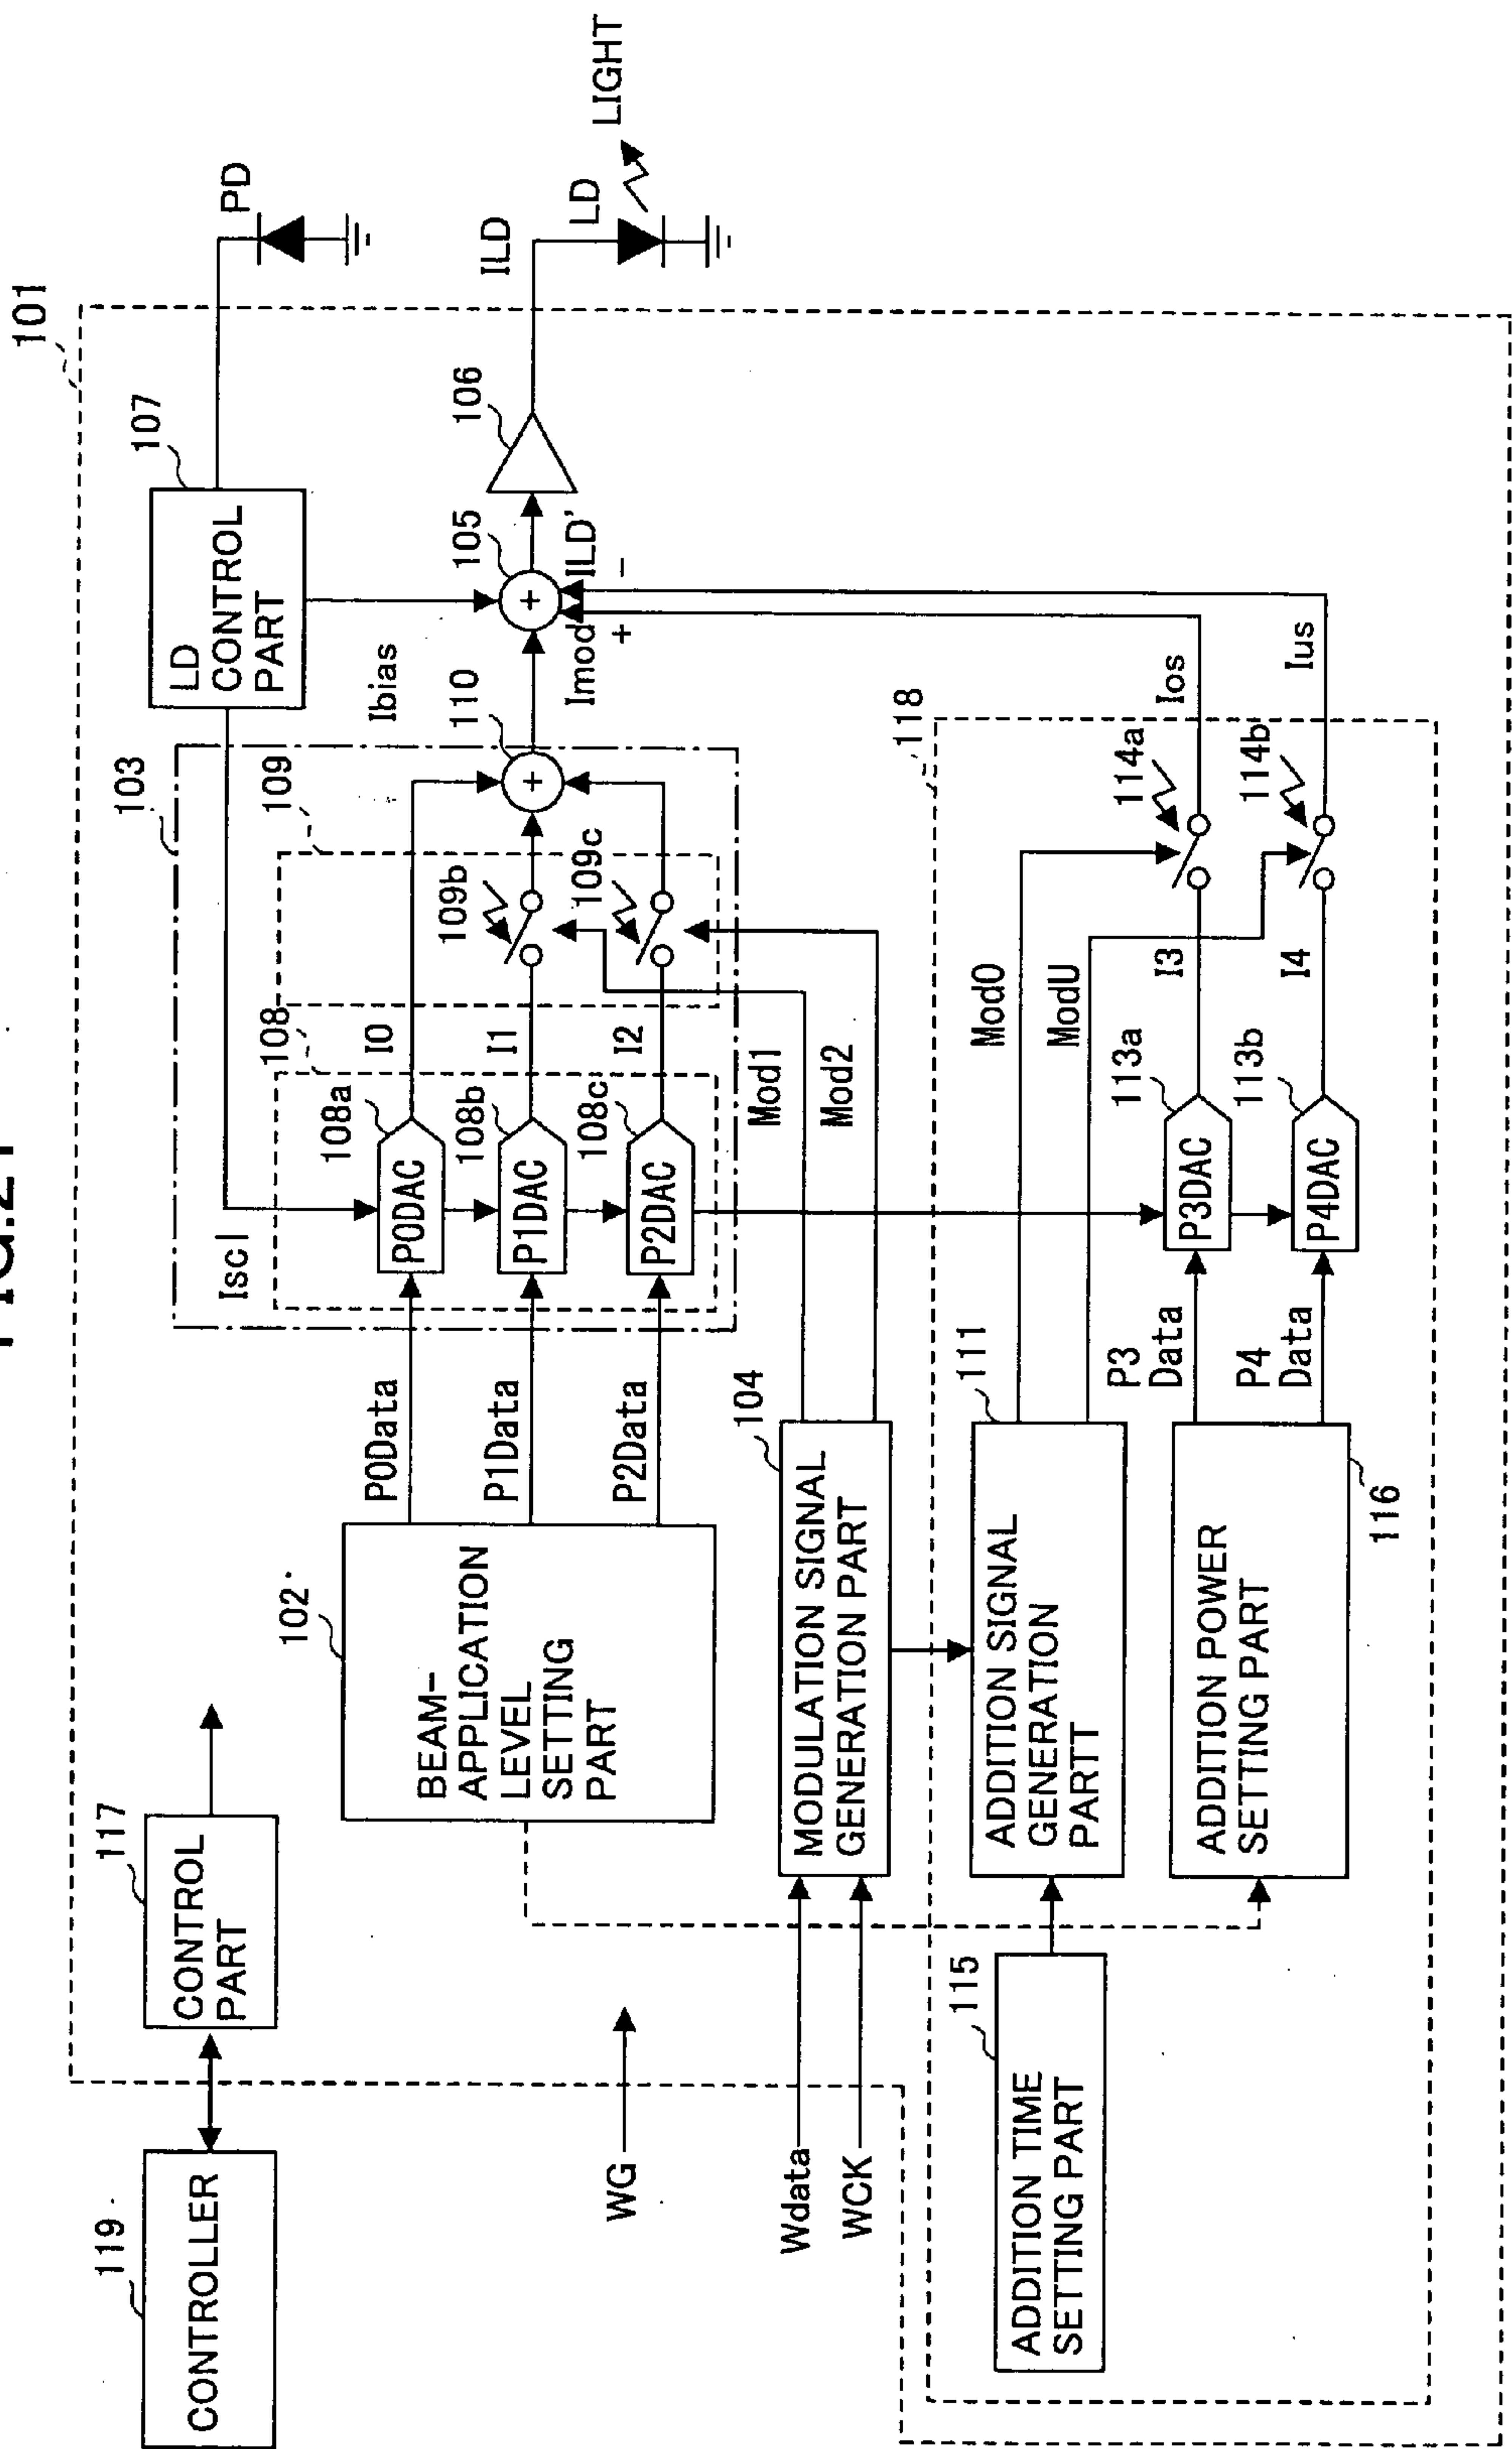 101
119
CONTROLLER
117
CONTROL
PART
107
LD
CONTROL
PART
PD
103
Iscl
109
Ibias
110
105
106
ILD
LD
LIGHT
102
BEAM-
APPLICATION
LEVEL
SETTING
PART
P0Data
P1Data
P2Data
108
108a
P0DAC
I0
108b
P1DAC
I1
108c
P2DAC
I2
109b
109c
Imod
ILD'
+
+
+
−
WG
Wdata
WCK
104
MODULATION SIGNAL
GENERATION PART
Mod1
Mod2
118
115
ADDITION TIME
SETTING PART
111
ADDITION SIGNAL
GENERATION
PARTT
ModO
ModU
116
ADDITION POWER
SETTING PART
P3
Data
P4
Data
113a
P3DAC
I3
113b
P4DAC
I4
114a
114b
Ios
Ius